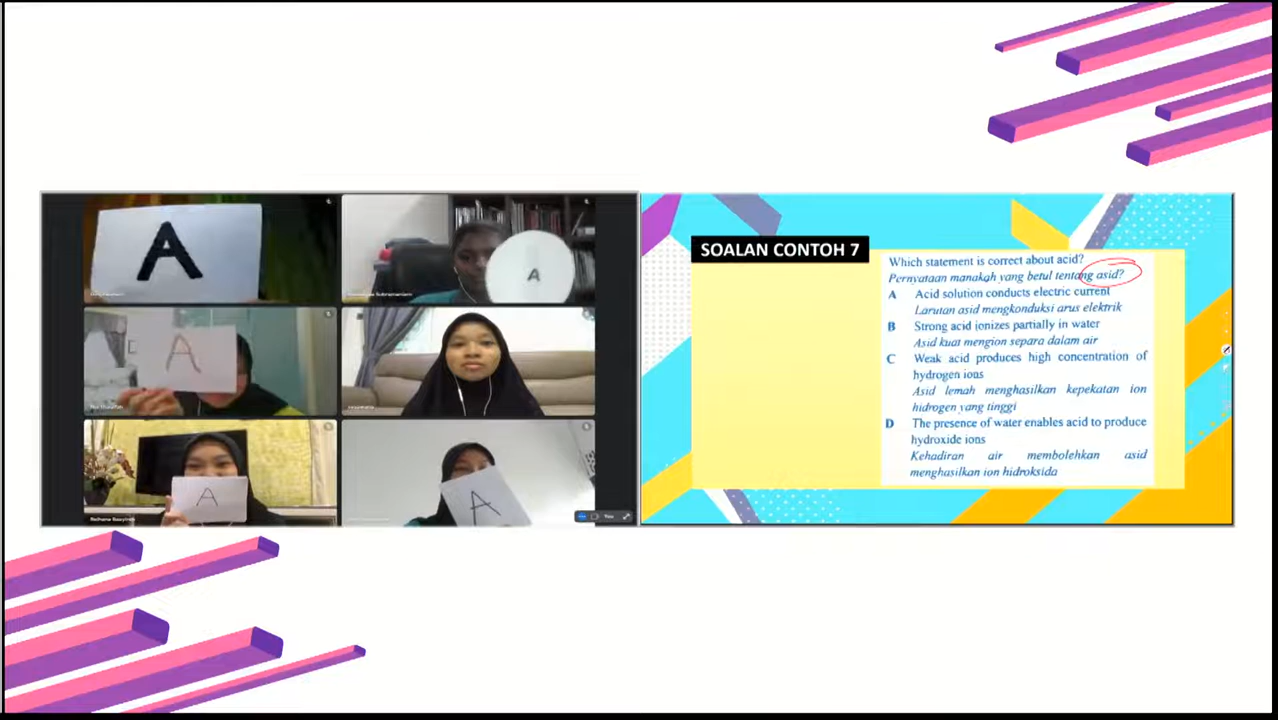 A
A
A
A
A
SOALAN CONTOH 7
Which statement is correct about acid?
Pernyataan manakah yang betul tentang asid?
A Acid solution conducts electric current
Larutan asid mengkonduksi arus elektrik
B Strong acid ionizes partially in water
Asid kuat mengion separa dalam air
C Weak acid produces high concentration of
hydrogen ions
Asid lemah menghasilkan kepekatan ion
hidrogen yang tinggi
D The presence of water enables acid to produce
hydroxide ions
Kehadiran air membolehkan asid
menghasilkan ion hidroksida